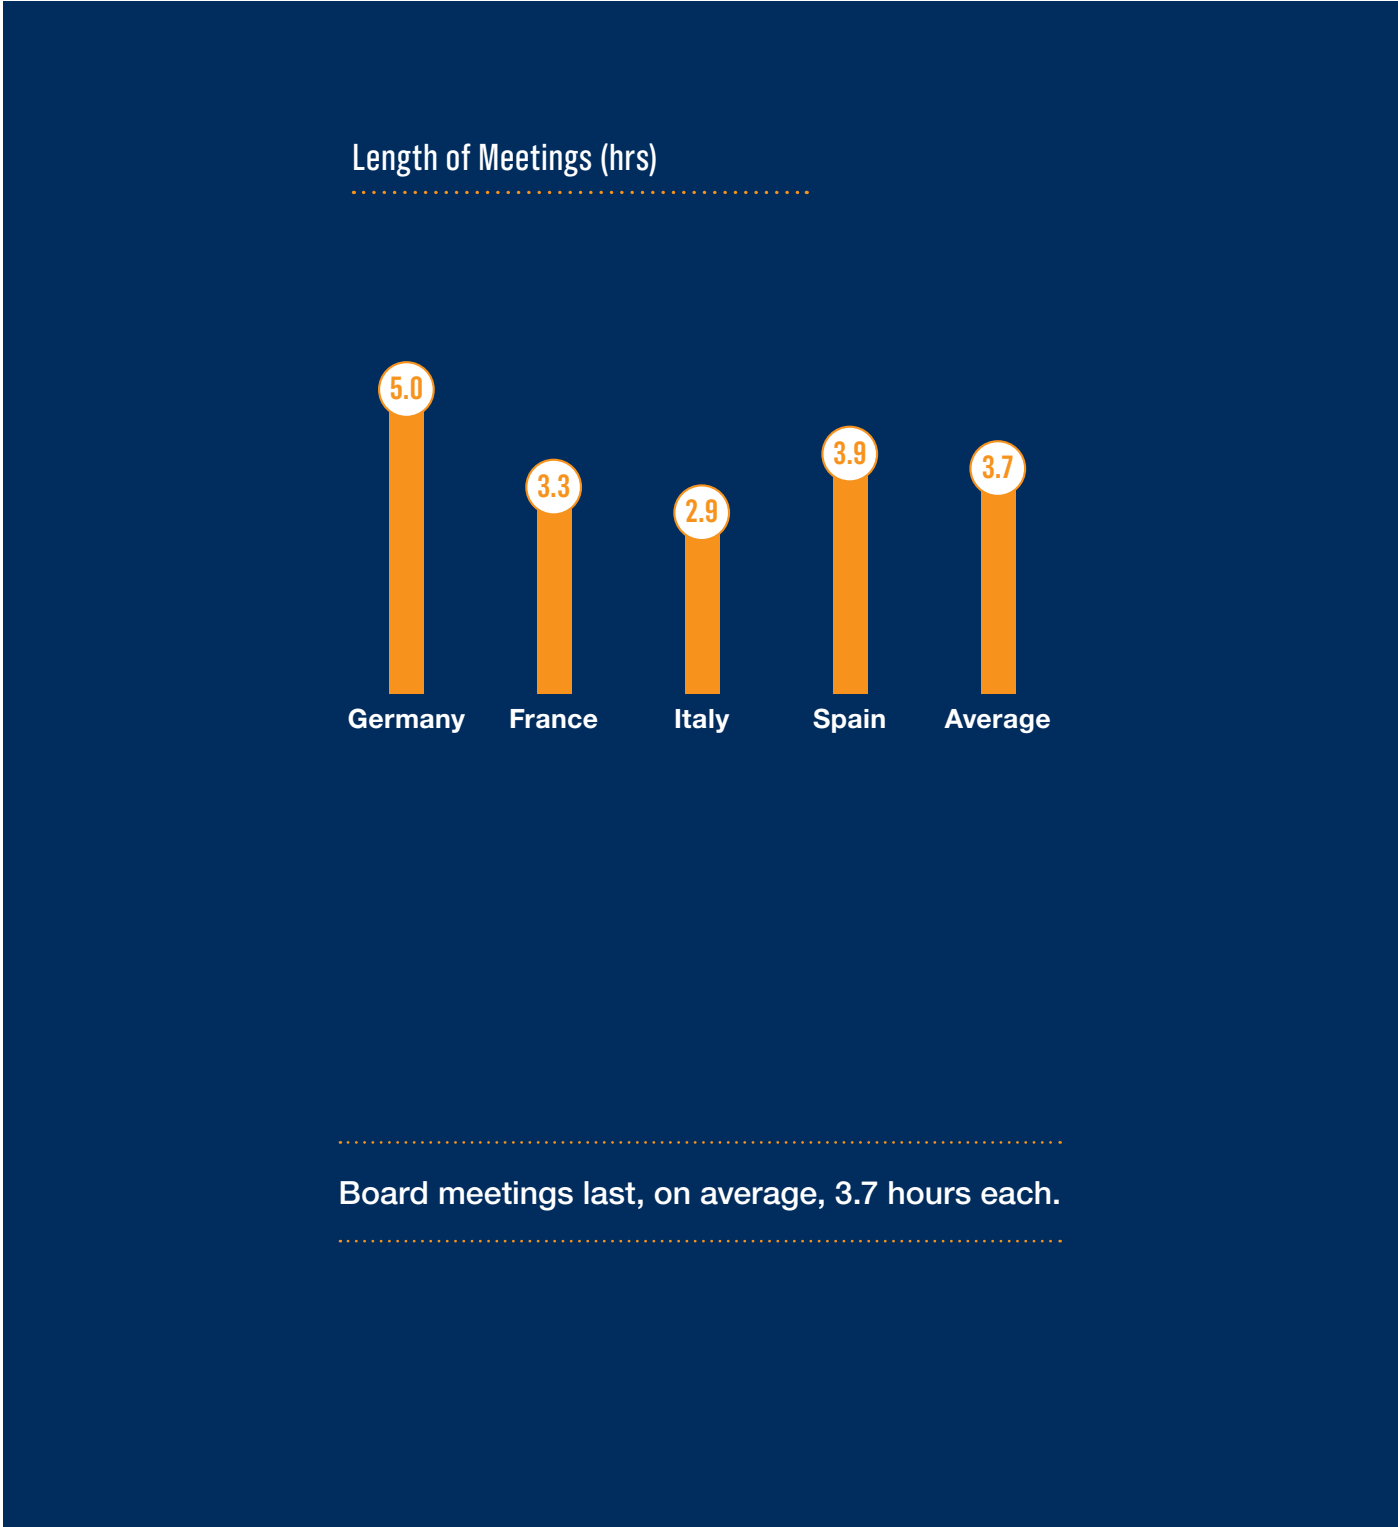 Length of Meetings (hrs)
5.0
3.3
2.9
3.9
3.7
Germany France Italy Spain Average
Board meetings last, on average, 3.7 hours each.